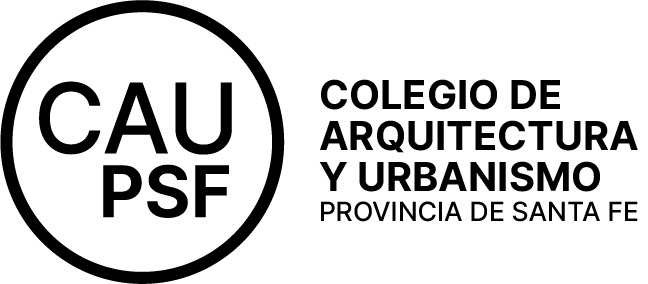 CAU
PSF
COLEGIO DE
ARQUITECTURA
Y URBANISMO
PROVINCIA DE SANTA FE